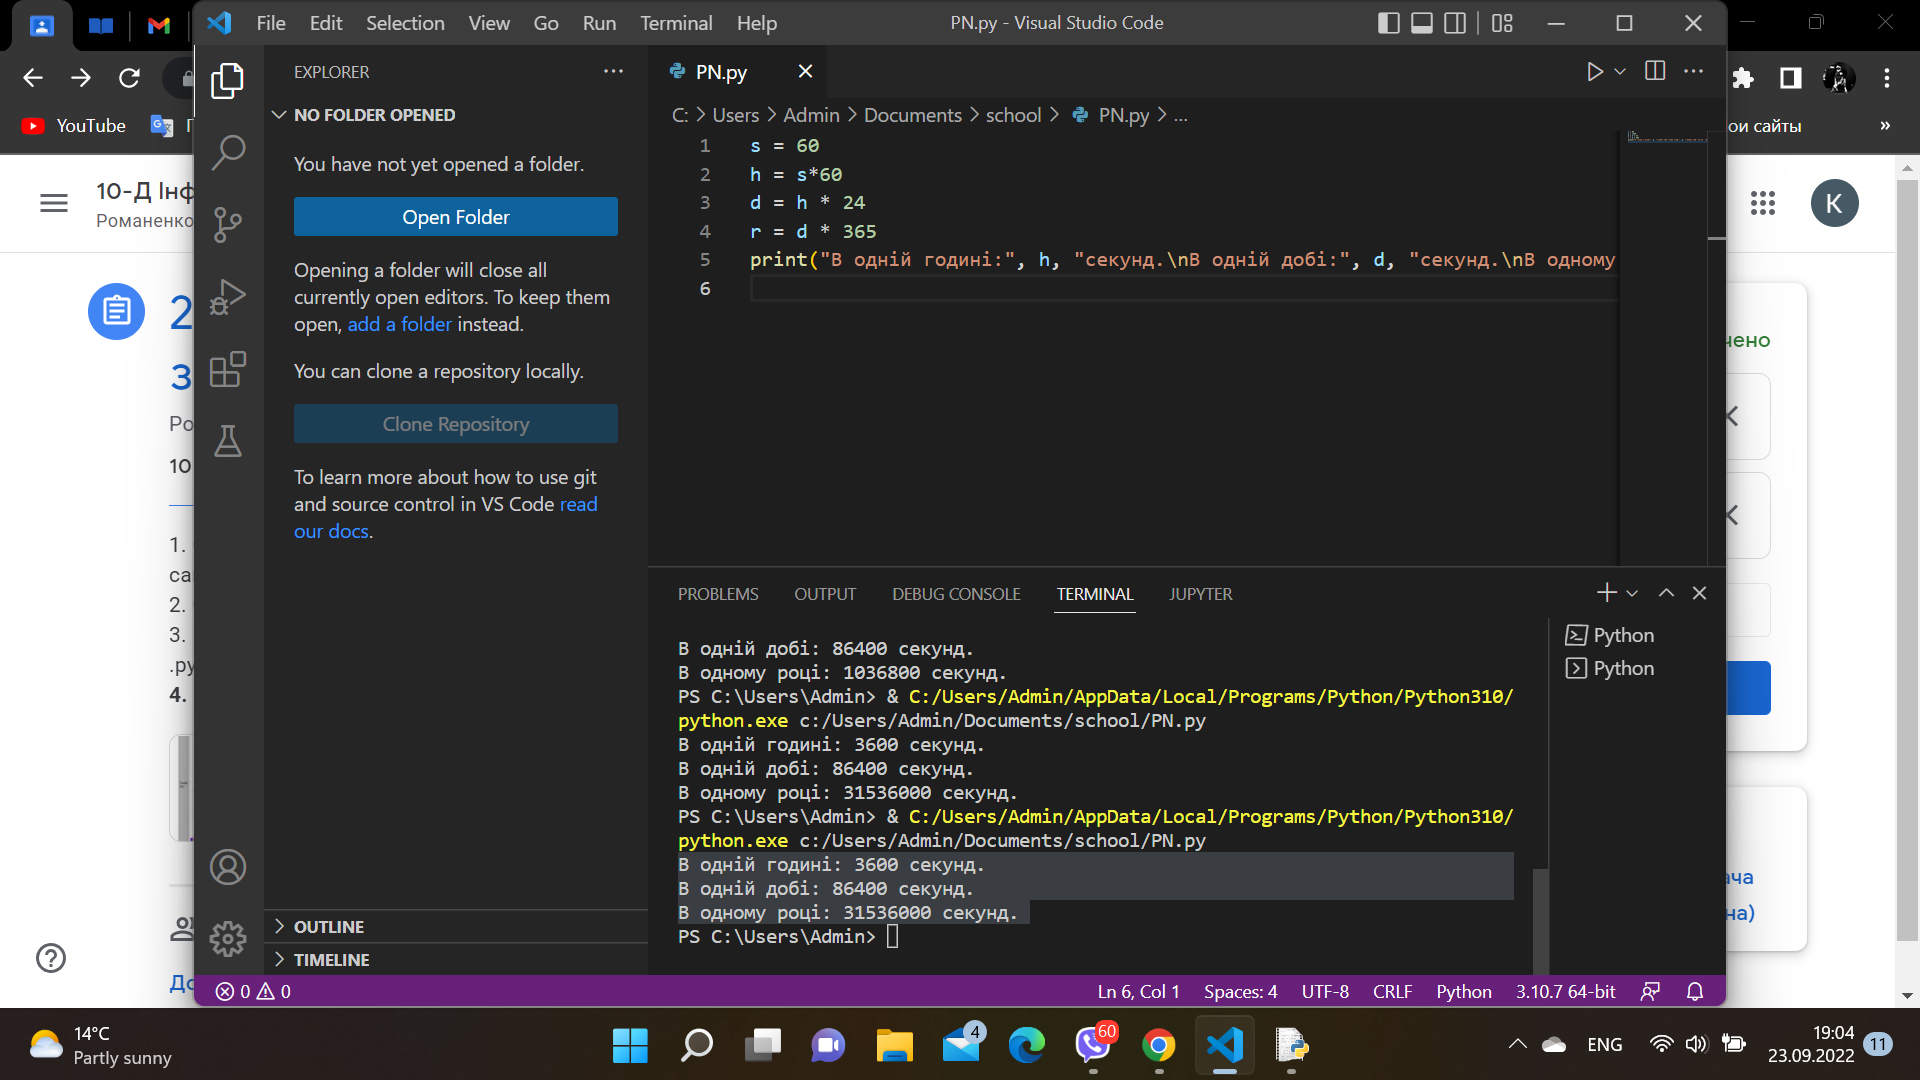 File Edit Selection View Go Run Terminal Help
PN.py - Visual Studio Code
YouTube
ои сайты
»
10-Д Інф
Романенко
K
2
3
Po
10
1.
са
2.
3.
.ру
4.
чено
ача
на)
EXPLORER
NO FOLDER OPENED
You have not yet opened a folder.
Open Folder
Opening a folder will close all
currently open editors. To keep them
open, add a folder instead.
You can clone a repository locally.
Clone Repository
To learn more about how to use git
and source control in VS Code read
our docs.
OUTLINE
TIMELINE
PN.py
C: > Users > Admin > Documents > school > PN.py > ...
1 s = 60
2 h = s*60
3 d = h * 24
4 r = d * 365
5 print("В одній годині:", h, "секунд.\nВ одній добі:", d, "секунд.\nВ одному
6
PROBLEMS OUTPUT DEBUG CONSOLE TERMINAL JUPYTER
В одній добі: 86400 секунд.
В одному році: 1036800 секунд.
PS C:\Users\Admin> & C:/Users/Admin/AppData/Local/Programs/Python/Python310/
python.exe c:/Users/Admin/Documents/school/PN.py
В одній годині: 3600 секунд.
В одній добі: 86400 секунд.
В одному році: 31536000 секунд.
PS C:\Users\Admin> & C:/Users/Admin/AppData/Local/Programs/Python/Python310/
python.exe c:/Users/Admin/Documents/school/PN.py
В одній годині: 3600 секунд.
В одній добі: 86400 секунд.
В одному році: 31536000 секунд.
PS C:\Users\Admin>
Python
Python
0 0
Ln 6, Col 1 Spaces: 4 UTF-8 CRLF Python 3.10.7 64-bit
14°C
Partly sunny
4
60
ENG
19:04
23.09.2022
11